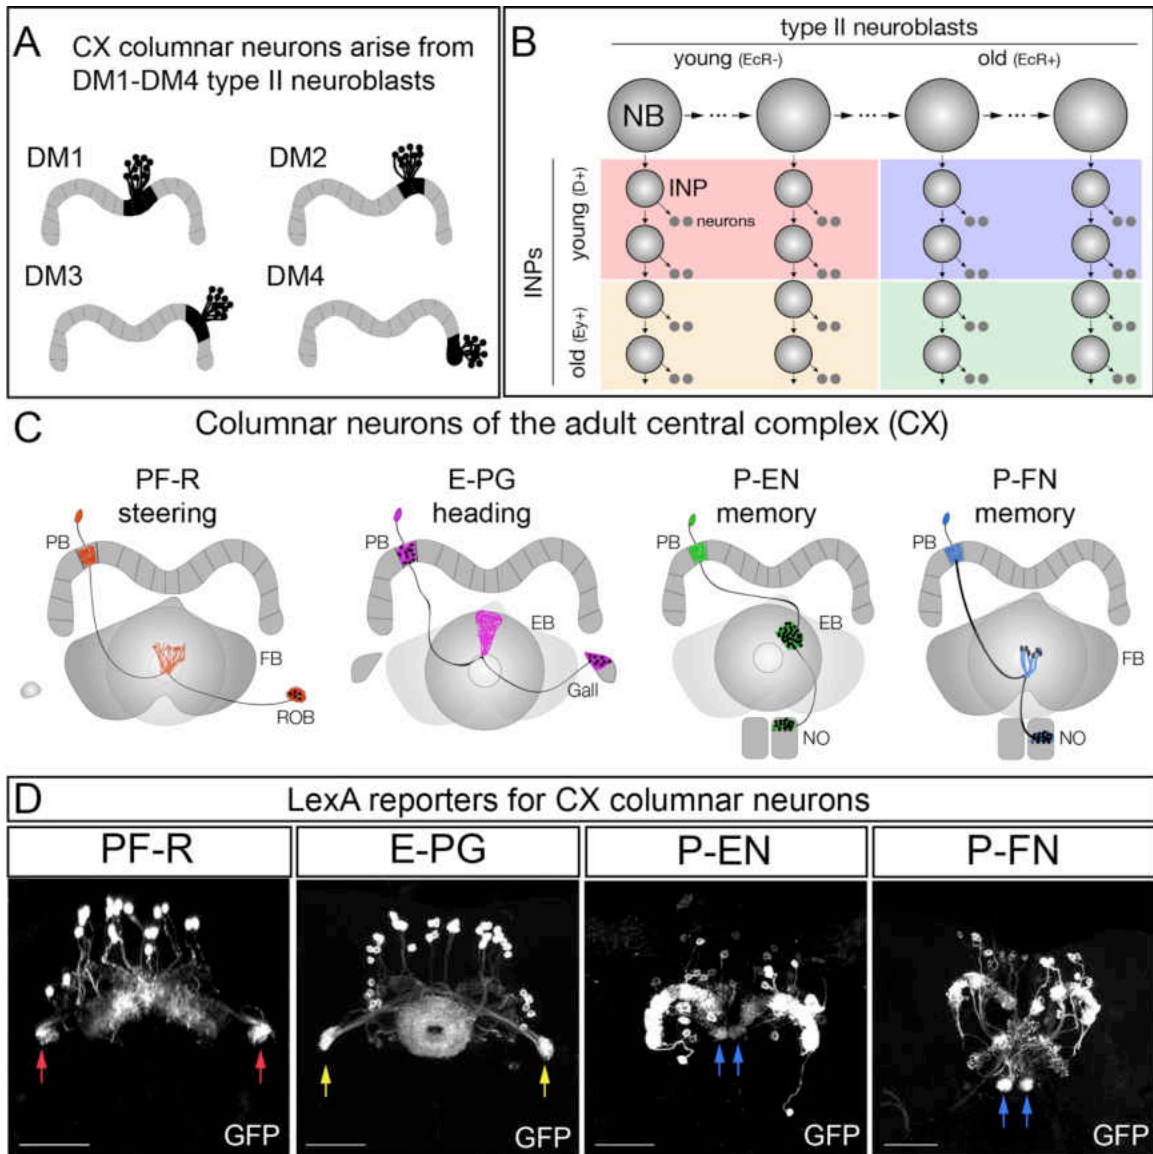 A
CX columnar neurons arise from
DM1-DM4 type II neuroblasts
DM1
DM2
DM3
DM4
B
type II neuroblasts
young (EcR-)
old (EcR+)
NB
INPs
young (D+)
old (Ey+)
INP
neurons
C
Columnar neurons of the adult central complex (CX)
PF-R
steering
PB
FB
ROB
E-PG
heading
PB
EB
Gall
P-EN
memory
PB
EB
NO
P-FN
memory
PB
FB
NO
D
LexA reporters for CX columnar neurons
PF-R
E-PG
P-EN
P-FN
GFP
GFP
GFP
GFP